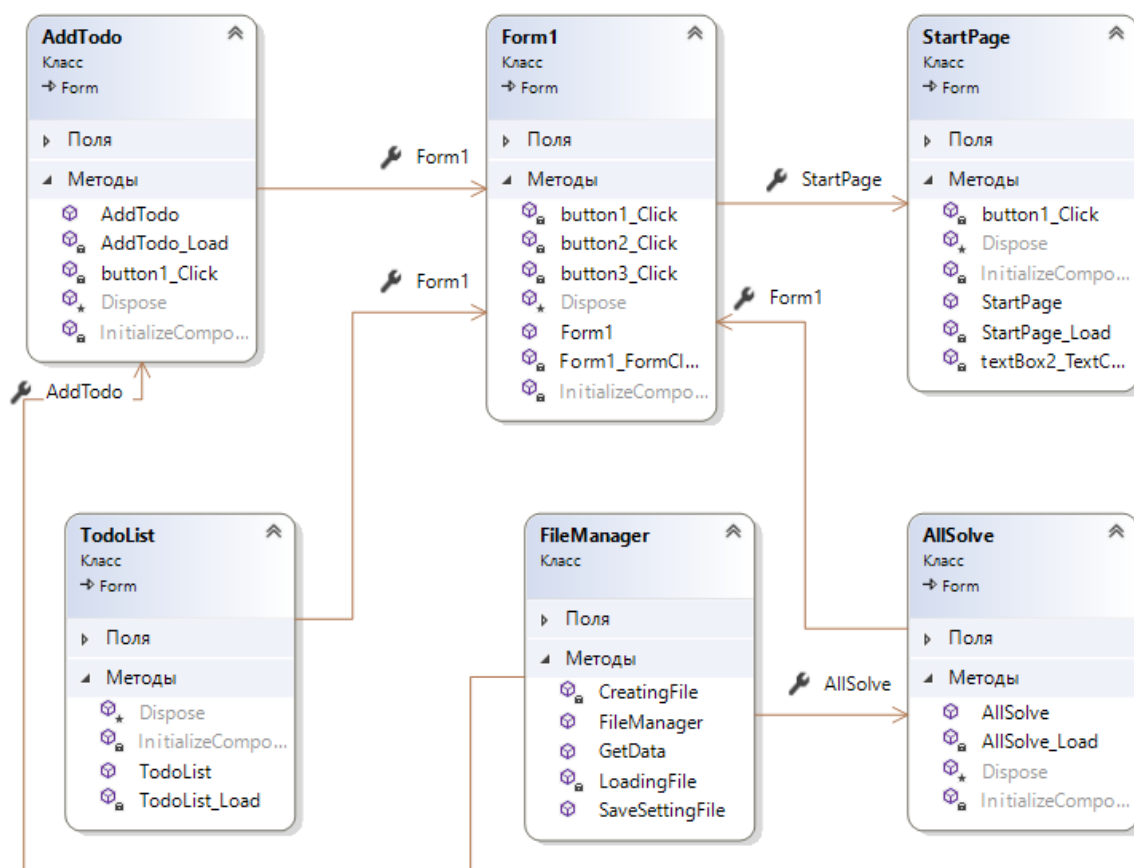 AddTodo
Класс
Form
Поля
Методы
AddTodo
AddTodo_Load
button1_Click
Dispose
InitializeCompo...
Form1
Form1
Класс
Form
Поля
Методы
button1_Click
button2_Click
button3_Click
Dispose
Form1
Form1_FormCl...
InitializeCompo...
StartPage
StartPage
Класс
Form
Поля
Методы
button1_Click
Dispose
InitializeCompo...
StartPage
StartPage_Load
textBox2_TextC...
Form1
Form1
AddTodo
TodoList
Класс
Form
Поля
Методы
Dispose
InitializeCompo...
TodoList
TodoList_Load
FileManager
Класс
Поля
Методы
CreatingFile
FileManager
GetData
LoadingFile
SaveSettingFile
AllSolve
AllSolve
Класс
Form
Поля
Методы
AllSolve
AllSolve_Load
Dispose
InitializeCompo...